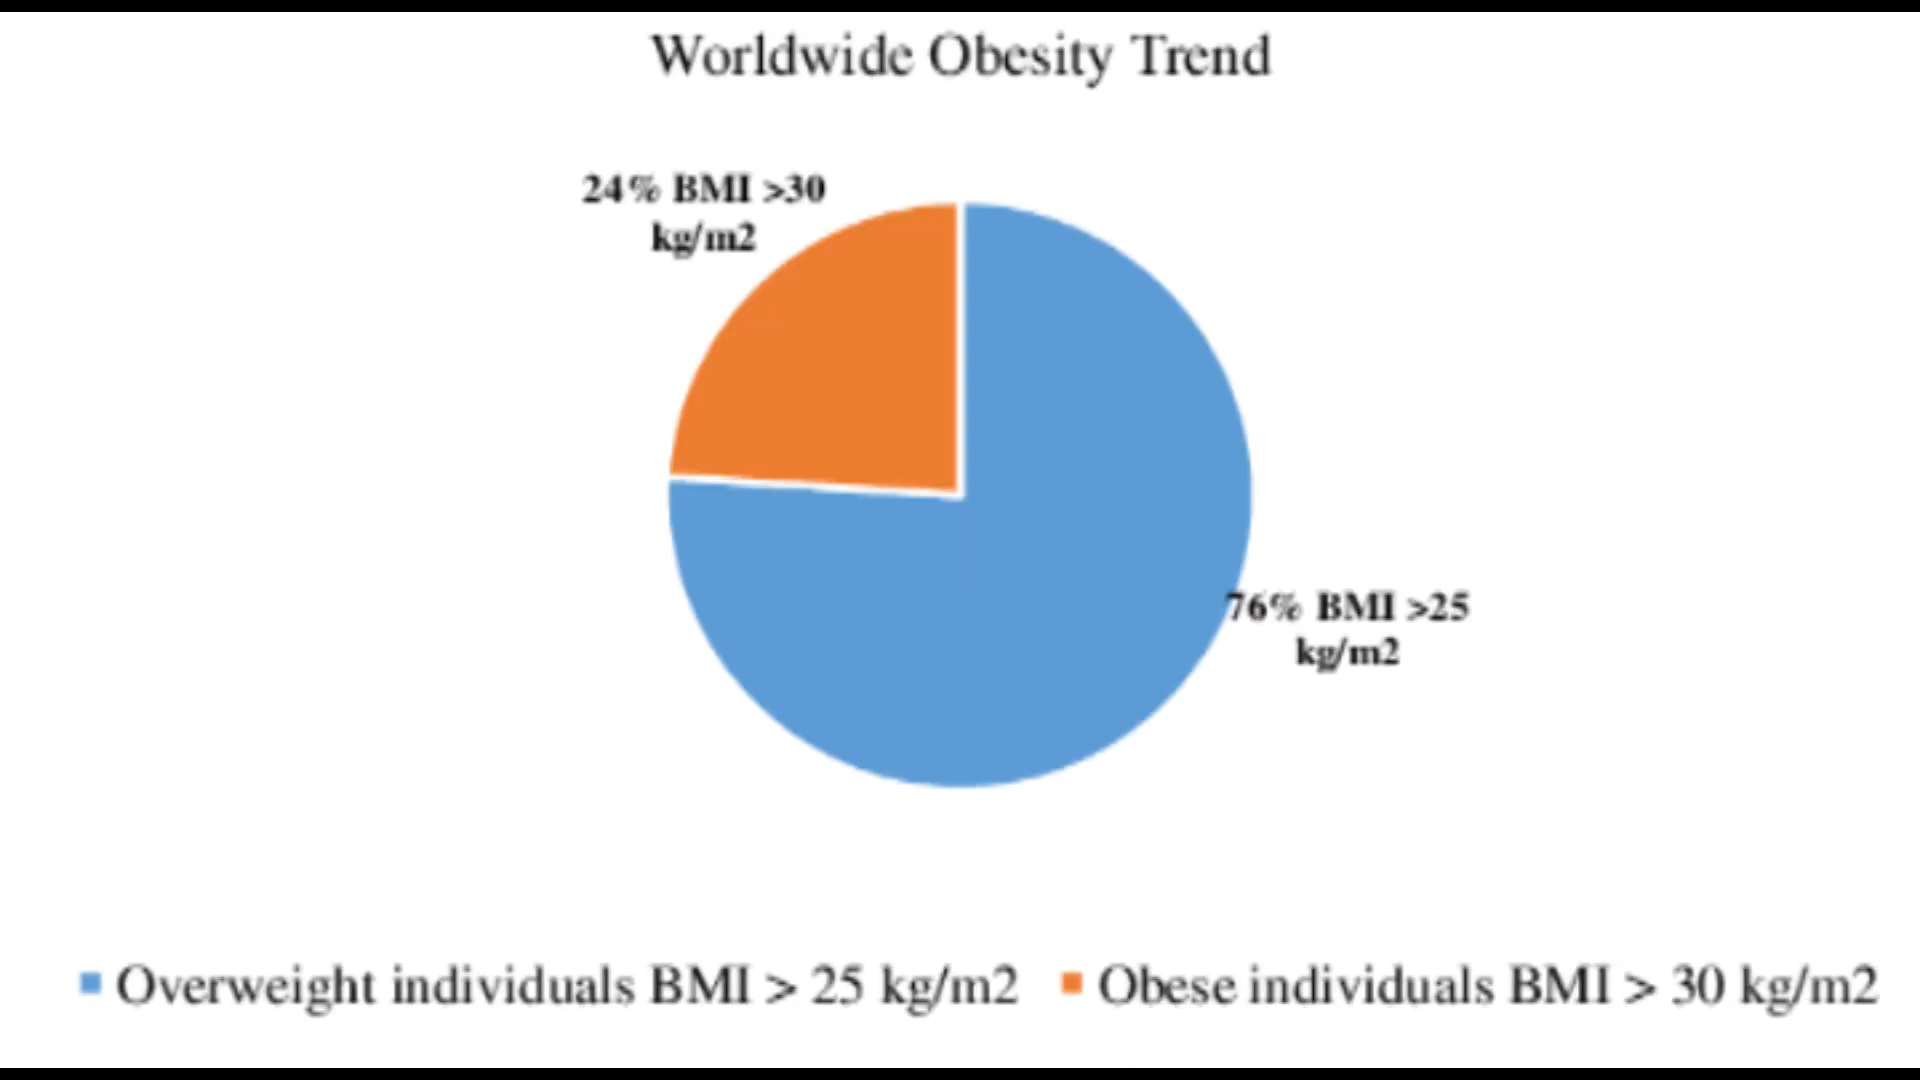 Worldwide Obesity Trend
24% BMI >30
kg/m2
76% BMI >25
kg/m2
Overweight individuals BMI > 25 kg/m2
Obese individuals BMI > 30 kg/m2